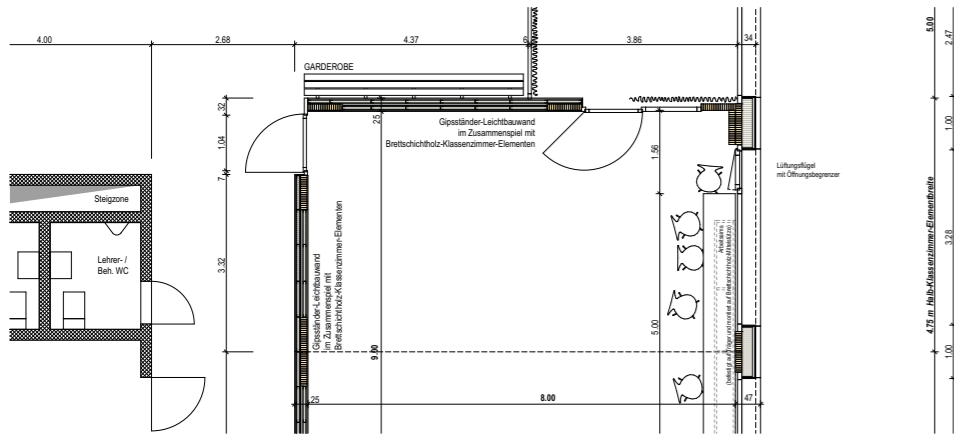 4.00
2.68
4.37
6
3.86
34
5.00
2.47
GARDEROBE
32
25
Gipsständer-Leichtbauwand
im Zusammenspiel mit
Brettschichtholz-Klassenzimmer-Elementen
1.04
1.56
1.00
Lüftungsflügel
mit Öffnungsbegrenzer
7
Steigzone
Lehrer- /
Beh. WC
3.32
Gipsständer-Leichtbauwand
im Zusammenspiel mit
Brettschichtholz-Klassenzimmer-Elementen
9.00
5.00
4.75 m Halb-Klassenzimmer-Elementbreite
3.28
1.00
25
8.00
47